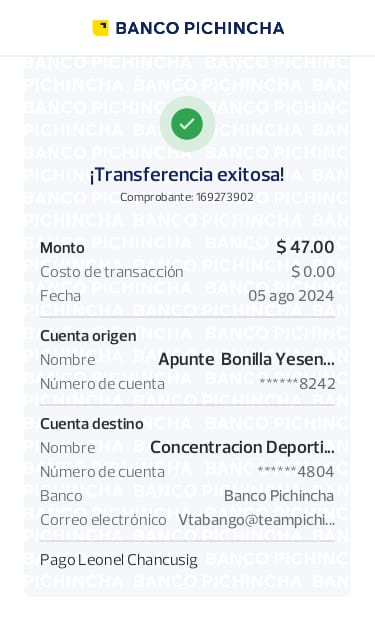 BANCO PICHINCHA
¡Transferencia exitosa!
Comprobante: 169273902
Monto $ 47.00
Costo de transacción $ 0.00
Fecha 05 ago 2024
Cuenta origen
Nombre Apunte Bonilla Yesen...
Número de cuenta ******8242
Cuenta destino
Nombre Concentracion Deporti...
Número de cuenta ******4804
Banco Banco Pichincha
Correo electrónico Vtabango@teampichi...
Pago Leonel Chancusig